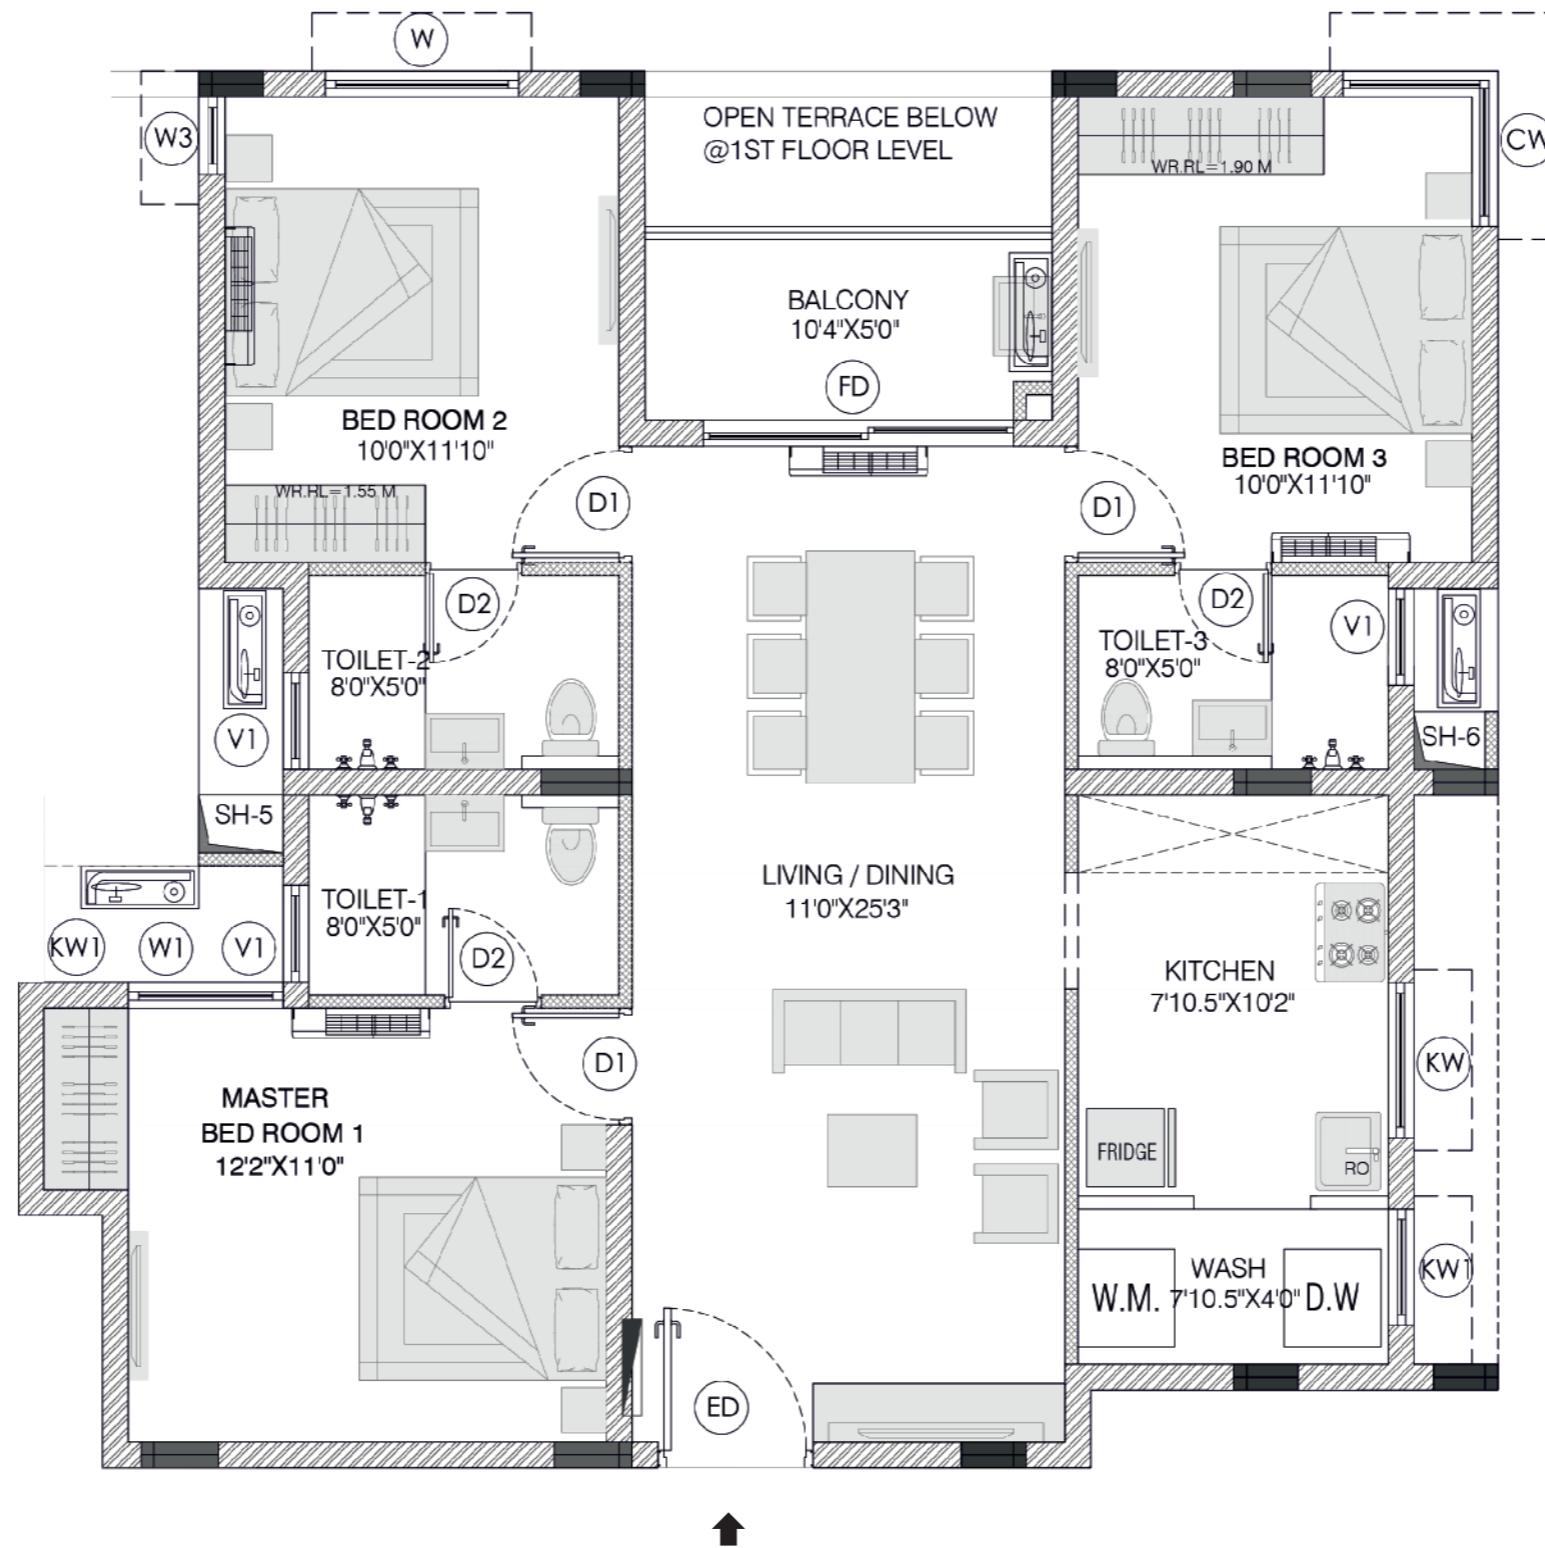 W
W3
OPEN TERRACE BELOW
@1ST FLOOR LEVEL
CW
WR.RL=1.90 M
BALCONY
10'4"X5'0"
FD
BED ROOM 2
10'0"X11'10"
BED ROOM 3
10'0"X11'10"
WR.RL=1.55 M
D1
D1
D2
D2
V1
TOILET-2
8'0"X5'0"
TOILET-3
8'0"X5'0"
V1
SH-6
SH-5
LIVING / DINING
11'0"X25'3"
TOILET-1
8'0"X5'0"
KW1
W1
V1
D2
KITCHEN
7'10.5"X10'2"
D1
KW
MASTER
BED ROOM 1
12'2"X11'0"
FRIDGE
RO
WASH
7'10.5"X4'0"
W.M.
D.W
KW1
ED